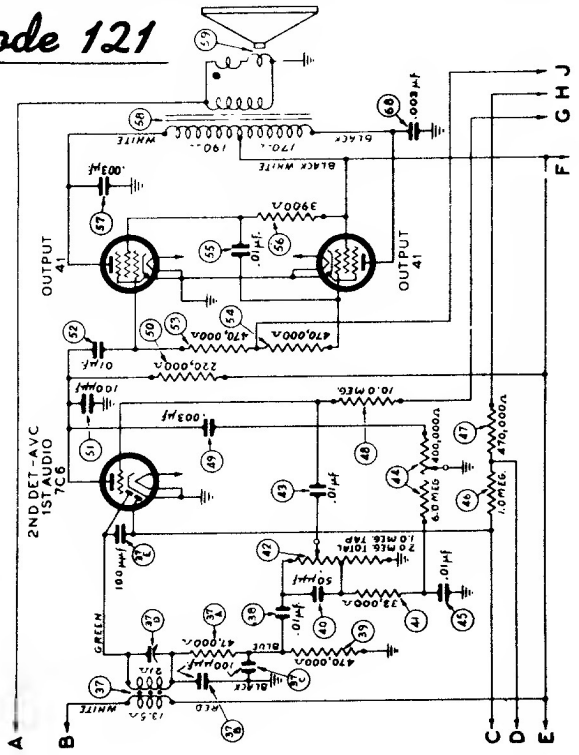 ode 121
59
58
WHITE
190Ω
170Ω
BLACK
BLACK WHITE
68
.003µf
57
.003µf
OUTPUT
41
55
.01µf.
56
3900Ω
OUTPUT
41
52
.01µf.
50
53
470,000Ω
54
470,000Ω
220,000Ω
51
100µµf
2ND DET-AVC
1ST AUDIO
7C6
49
.003µf
48
10.0 MEG.
43
.01µf
44
400,000Ω
6.0 MEG
47
470,000Ω
46
1.0 MEG
37
E
100µµf
42
2.0 MEG. TOTAL
1.0 MEG. TAP
40
50µµf
41
33,000Ω
45
.01µf
38
.01µf
39
470,000Ω
GREEN
37
D
37
A
47,000Ω
BLUE
100µµf
37
C
BLACK
37
WHITE
13.5Ω
21Ω
RED
37
B
A
B
C
D
E
F
G
H
J